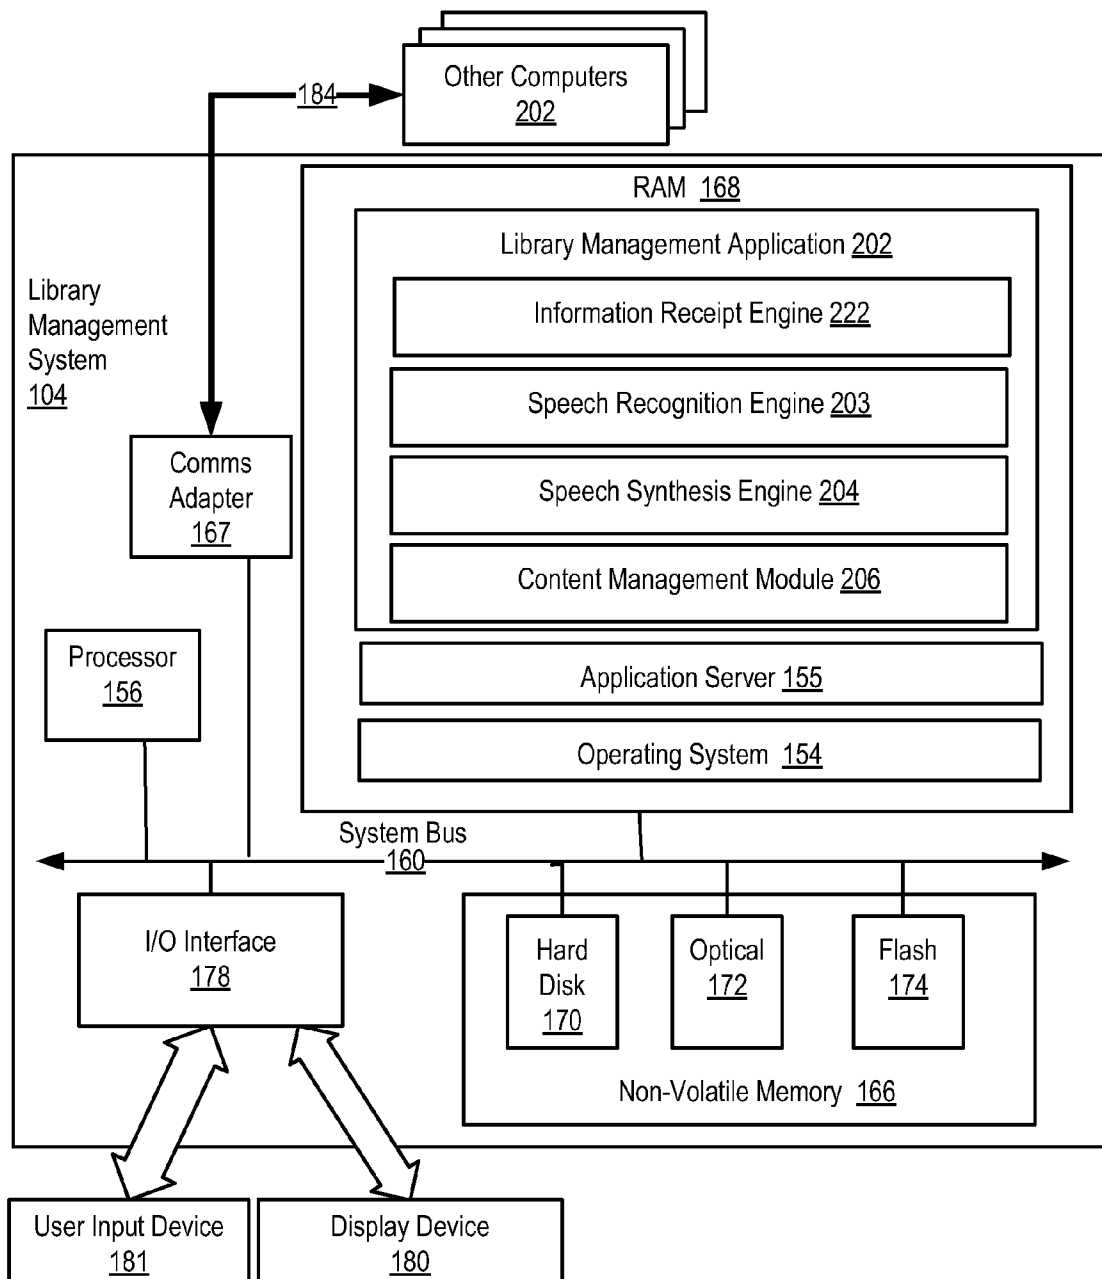 184
Other Computers
202
RAM 168
Library Management Application 202
Information Receipt Engine 222
Library
Management
System
104
Speech Recognition Engine 203
Comms
Adapter
167
Speech Synthesis Engine 204
Content Management Module 206
Processor
156
Application Server 155
Operating System 154
System Bus
160
I/O Interface
178
Hard
Disk
170
Optical
172
Flash
174
Non-Volatile Memory 166
User Input Device
181
Display Device
180